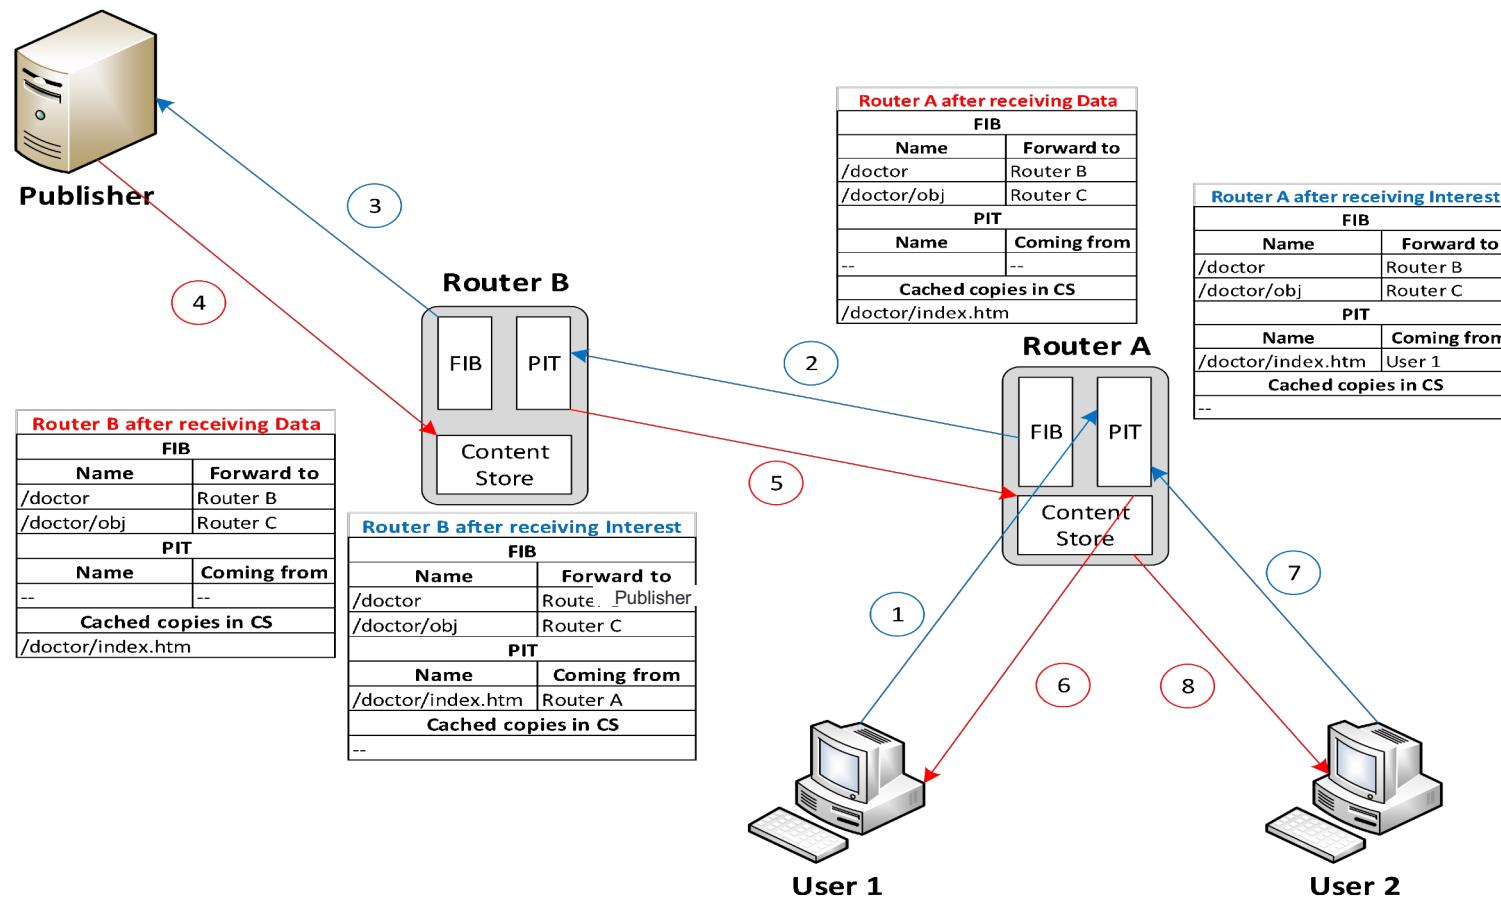 Publisher
3
4
Router B
FIB
PIT
Content
Store
2
5
Router A after receiving Data
FIB
Name Forward to
/doctor Router B
/doctor/obj Router C
PIT
Name Coming from
-- --
Cached copies in CS
/doctor/index.htm
Router A after receiving Interest
FIB
Name Forward to
/doctor Router B
/doctor/obj Router C
PIT
Name Coming from
/doctor/index.htm User 1
Cached copies in CS
--
Router A
FIB
PIT
Content
Store
Router B after receiving Data
FIB
Name Forward to
/doctor Router B
/doctor/obj Router C
PIT
Name Coming from
-- --
Cached copies in CS
/doctor/index.htm
Router B after receiving Interest
FIB
Name Forward to
/doctor Publisher
/doctor/obj Router C
PIT
Name Coming from
/doctor/index.htm Router A
Cached copies in CS
--
1
7
6
8
User 1
User 2